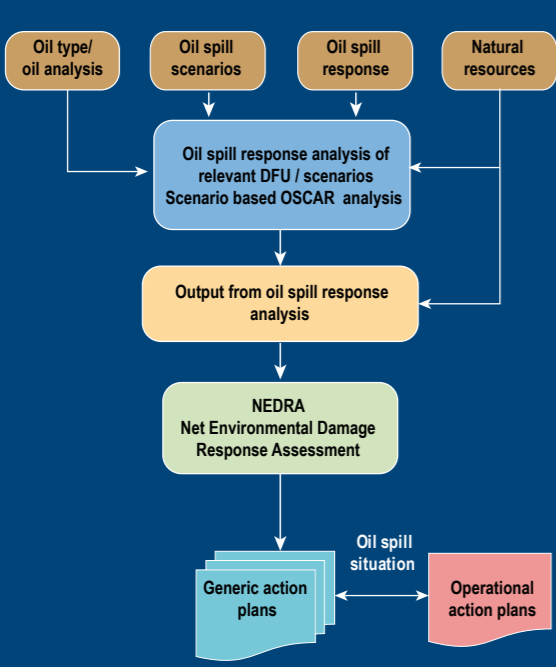 Oil type/
oil analysis
Oil spill
scenarios
Oil spill
response
Natural
resources
Oil spill response analysis of
relevant DFU / scenarios
Scenario based OSCAR analysis
Output from oil spill response
analysis
NEDRA
Net Environmental Damage
Response Assessment
Oil spill
situation
Generic action
plans
Operational
action plans